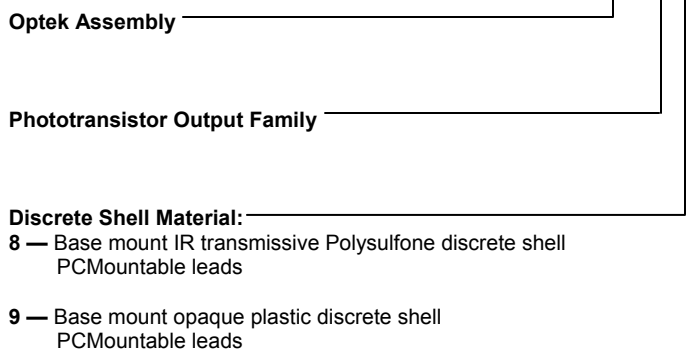 Optek Assembly
Phototransistor Output Family
Discrete Shell Material:
8 — Base mount IR transmissive Polysulfone discrete shell
PCMountable leads
9 — Base mount opaque plastic discrete shell
PCMountable leads